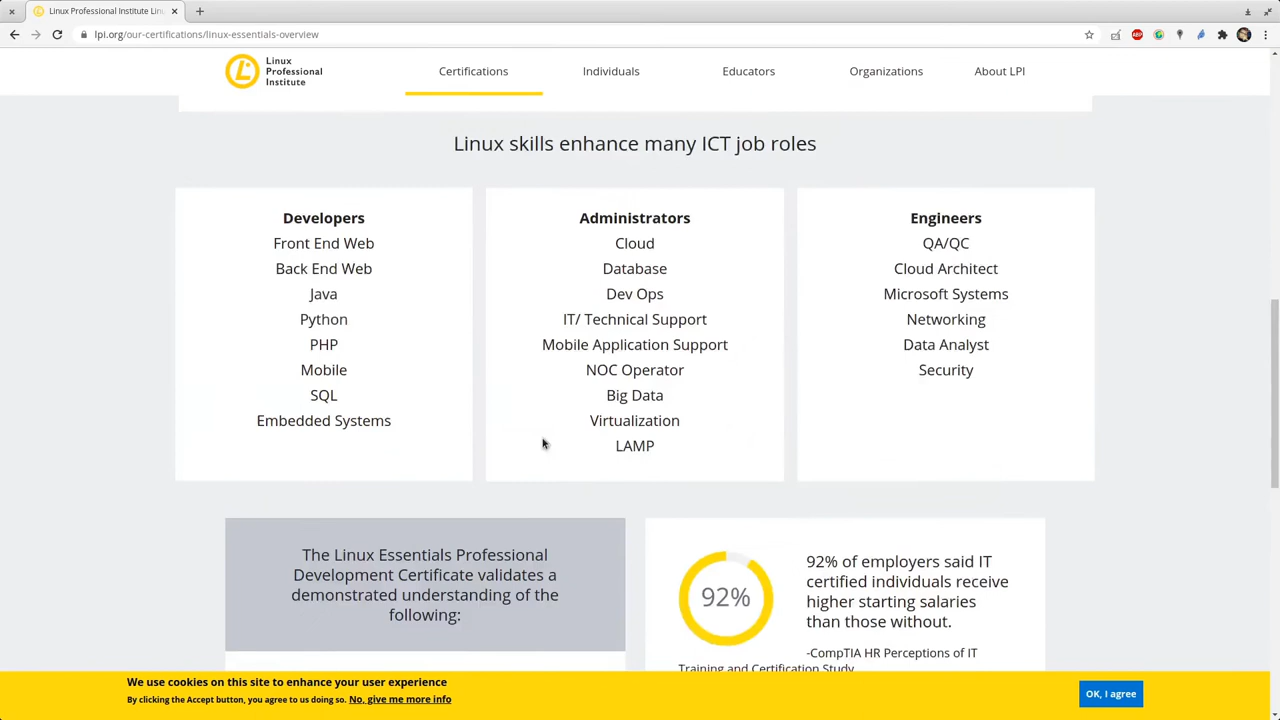 Linux Professional Institute Lin
lpi.org/our-certifications/linux-essentials-overview
ABP
Linux
Professional
Institute
Certifications
Individuals
Educators
Organizations
About LPI
Linux skills enhance many ICT job roles
Developers
Front End Web
Back End Web
Java
Python
PHP
Mobile
SQL
Embedded Systems
Administrators
Cloud
Database
Dev Ops
IT/ Technical Support
Mobile Application Support
NOC Operator
Big Data
Virtualization
LAMP
Engineers
QA/QC
Cloud Architect
Microsoft Systems
Networking
Data Analyst
Security
The Linux Essentials Professional
Development Certificate validates a
demonstrated understanding of the
following:
92%
92% of employers said IT
certified individuals receive
higher starting salaries
than those without.
-CompTIA HR Perceptions of IT
Training and Certification Study
We use cookies on this site to enhance your user experience
By clicking the Accept button, you agree to us doing so. No, give me more info
OK, I agree